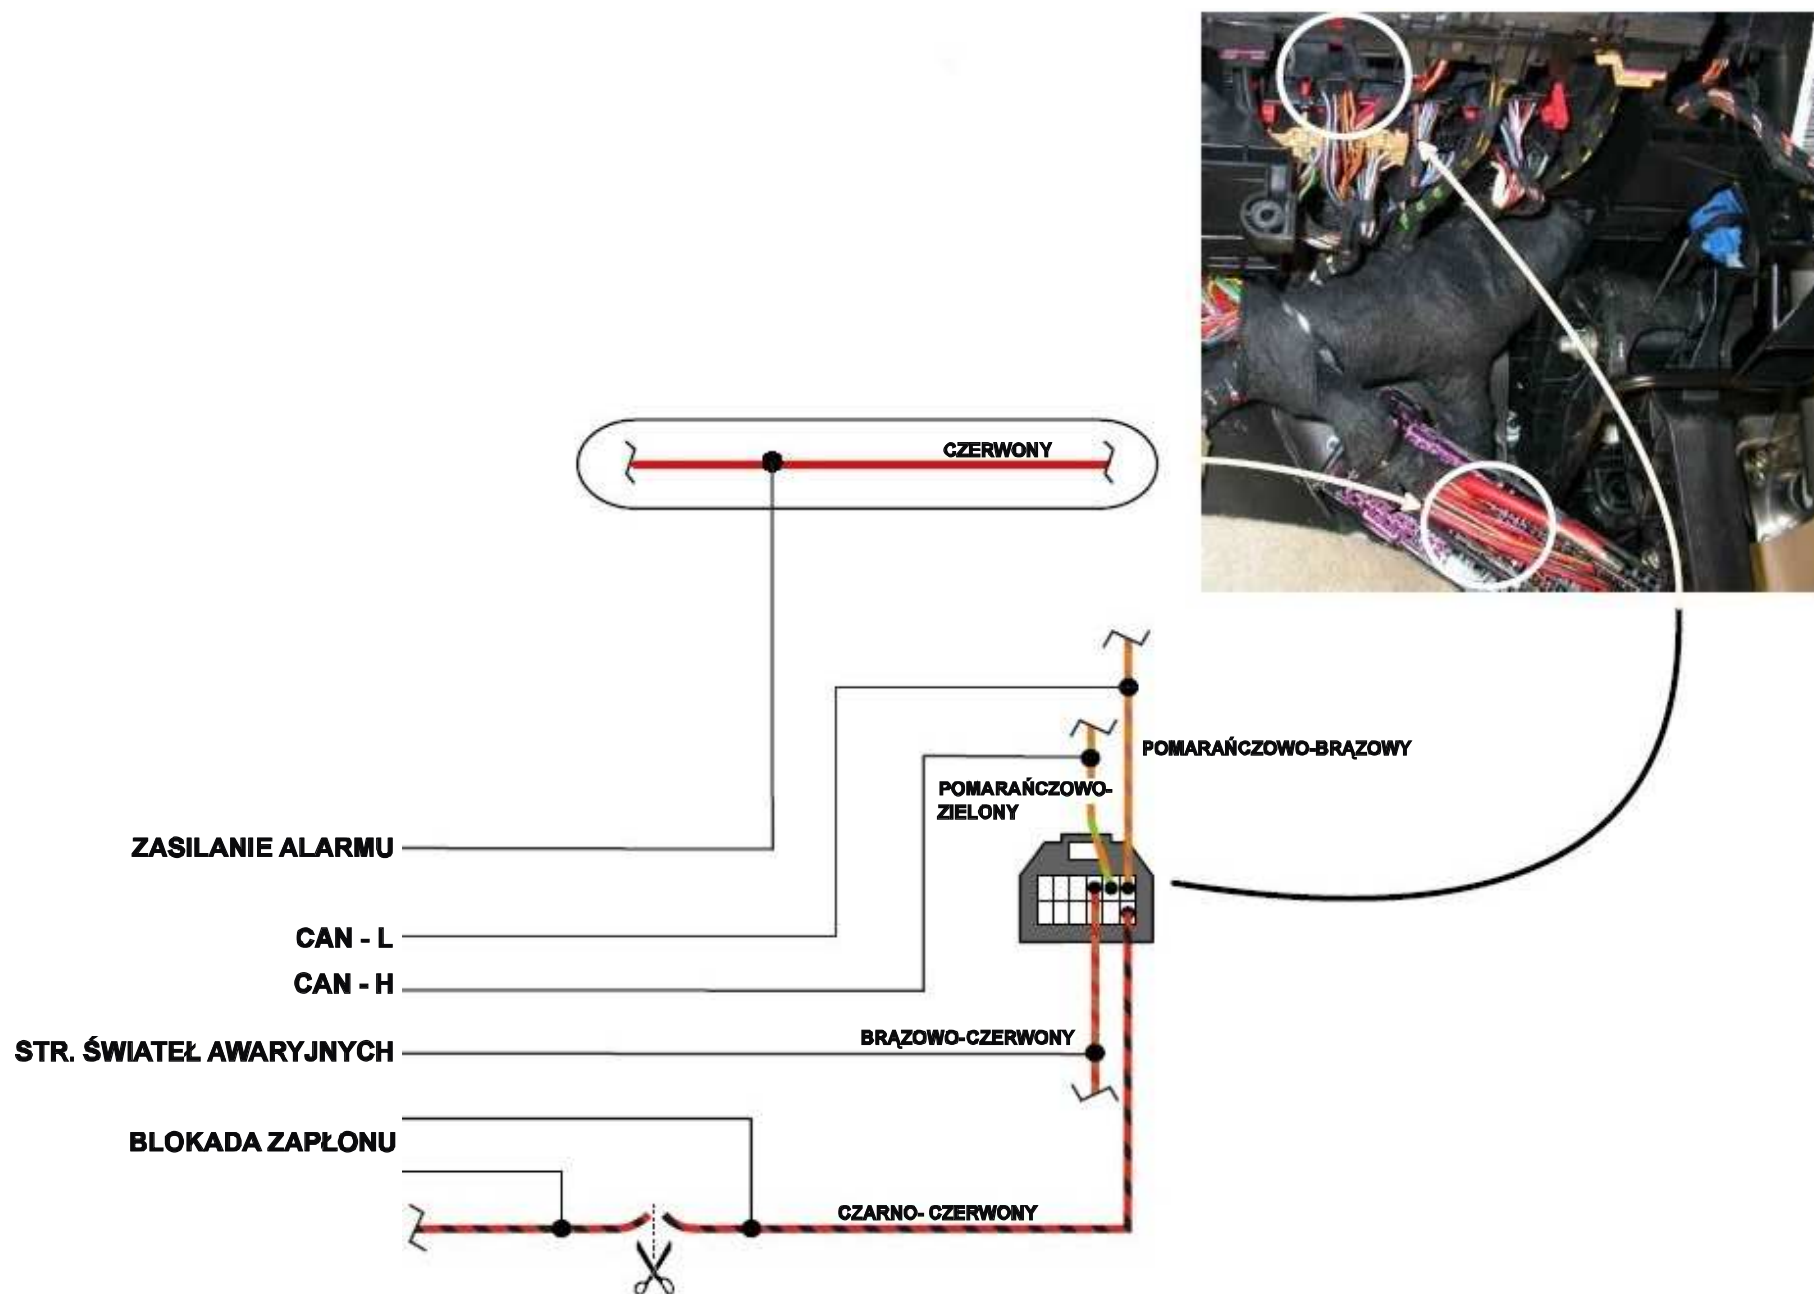 CZERWONY
POMARAŃCZOWO-BRĄZOWY
POMARAŃCZOWO-
ZIELONY
ZASILANIE ALARMU
CAN - L
CAN - H
BRĄZOWO-CZERWONY
STR. ŚWIATEŁ AWARYJNYCH
BLOKADA ZAPŁONU
CZARNO- CZERWONY